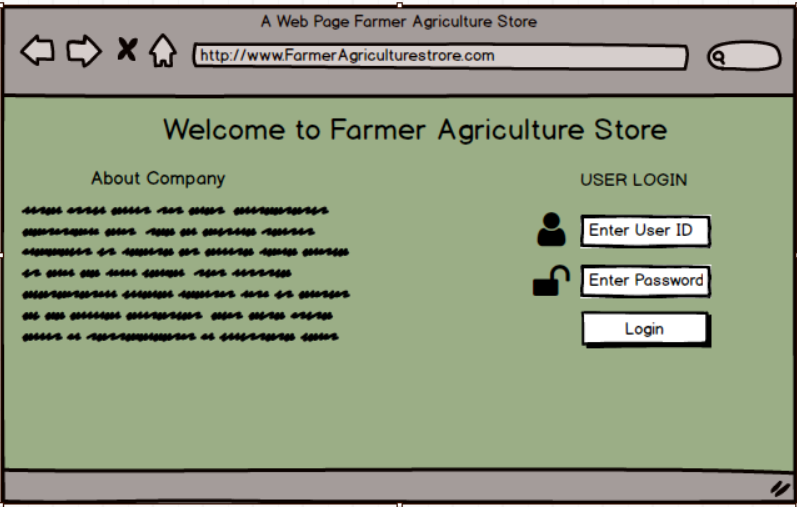 A Web Page Farmer Agriculture Store
http://www.FarmerAgriculturestrore.com
Welcome to Farmer Agriculture Store
About Company
USER LOGIN
Enter User ID
Enter Password
Login